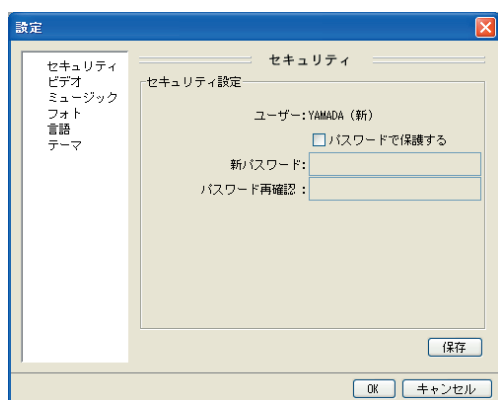 設定
セキュリティ
ビデオ
ミュージック
フォト
言語
テーマ
セキュリティ
セキュリティ設定
ユーザー:YAMADA（新）
パスワードで保護する
新パスワード:
パスワード再確認 :
保存
OK
キャンセル